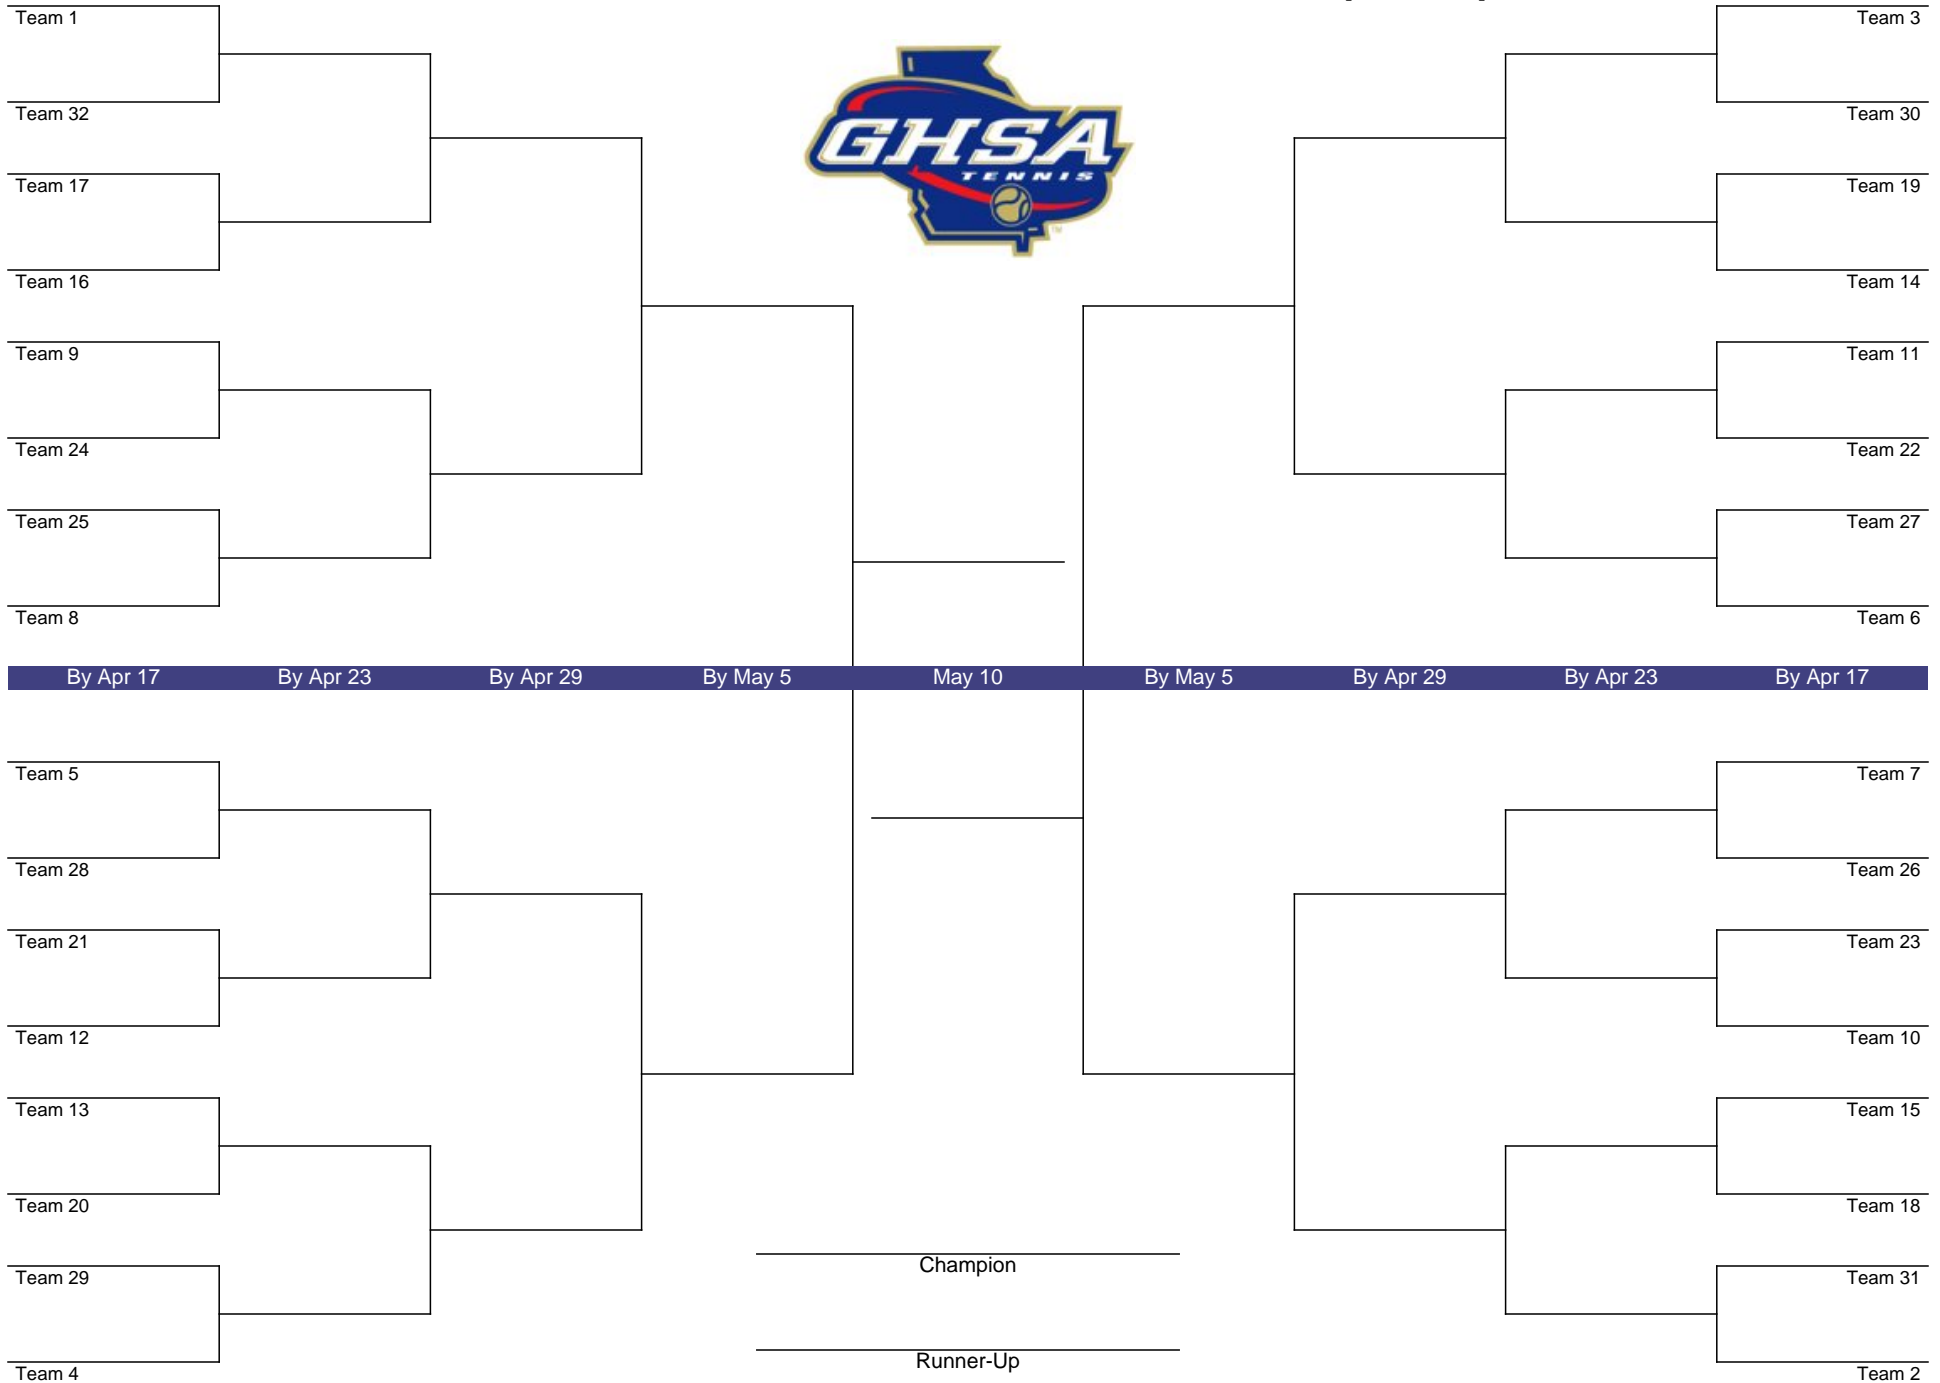 Team 1
Team 3
Team 32
Team 30
Team 17
Team 19
Team 16
Team 14
Team 9
Team 11
Team 24
Team 22
Team 25
Team 27
Team 8
Team 6
GHSA
TENNIS
TM
By Apr 17 By Apr 23 By Apr 29 By May 5 May 10 By May 5 By Apr 29 By Apr 23 By Apr 17
Team 5
Team 7
Team 28
Team 26
Team 21
Team 23
Team 12
Team 10
Team 13
Team 15
Team 20
Team 18
Team 29
Team 31
Team 4
Team 2
Champion
Runner-Up